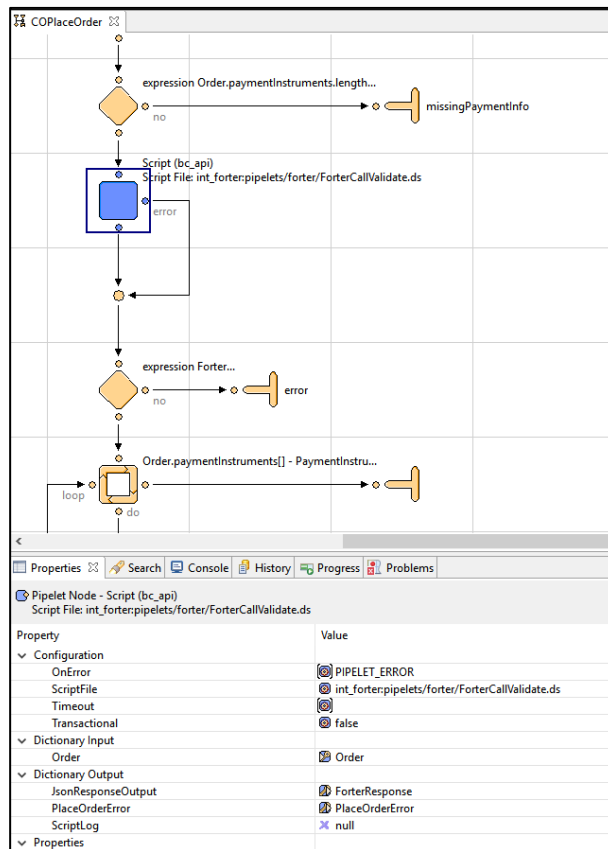 COPlaceOrder
expression Order.paymentInstruments.length...
no
missingPaymentInfo
Script (bc_api)
Script File: int_forter:pipelets/forter/ForterCallValidate.ds
error
expression Forter...
no
error
Order.paymentInstruments[] - PaymentInstru...
loop
do
Properties Search Console History Progress Problems
Pipelet Node - Script (bc_api)
Script File: int_forter:pipelets/forter/ForterCallValidate.ds
Property Value
Configuration
OnError PIPELET_ERROR
ScriptFile int_forter:pipelets/forter/ForterCallValidate.ds
Timeout
Transactional false
Dictionary Input
Order Order
Dictionary Output
JsonResponseOutput ForterResponse
PlaceOrderError PlaceOrderError
ScriptLog null
Properties